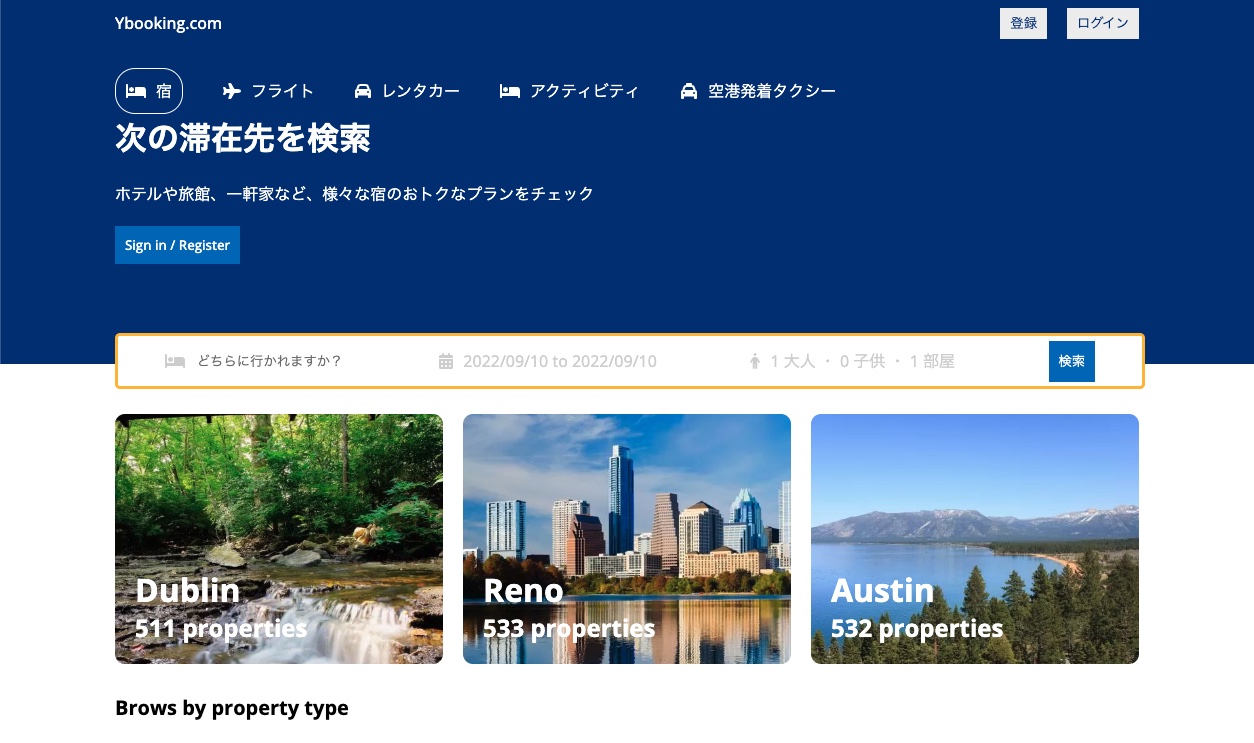 Ybooking.com
登録
ログイン
宿
フライト
レンタカー
アクティビティ
空港発着タクシー
次の滞在先を検索
ホテルや旅館、一軒家など、様々な宿のおトクなプランをチェック
Sign in / Register
どちらに行かれますか？
2022/09/10 to 2022/09/10
1 大人 ・ 0 子供 ・ 1 部屋
検索
Dublin
511 properties
Reno
533 properties
Austin
532 properties
Brows by property type